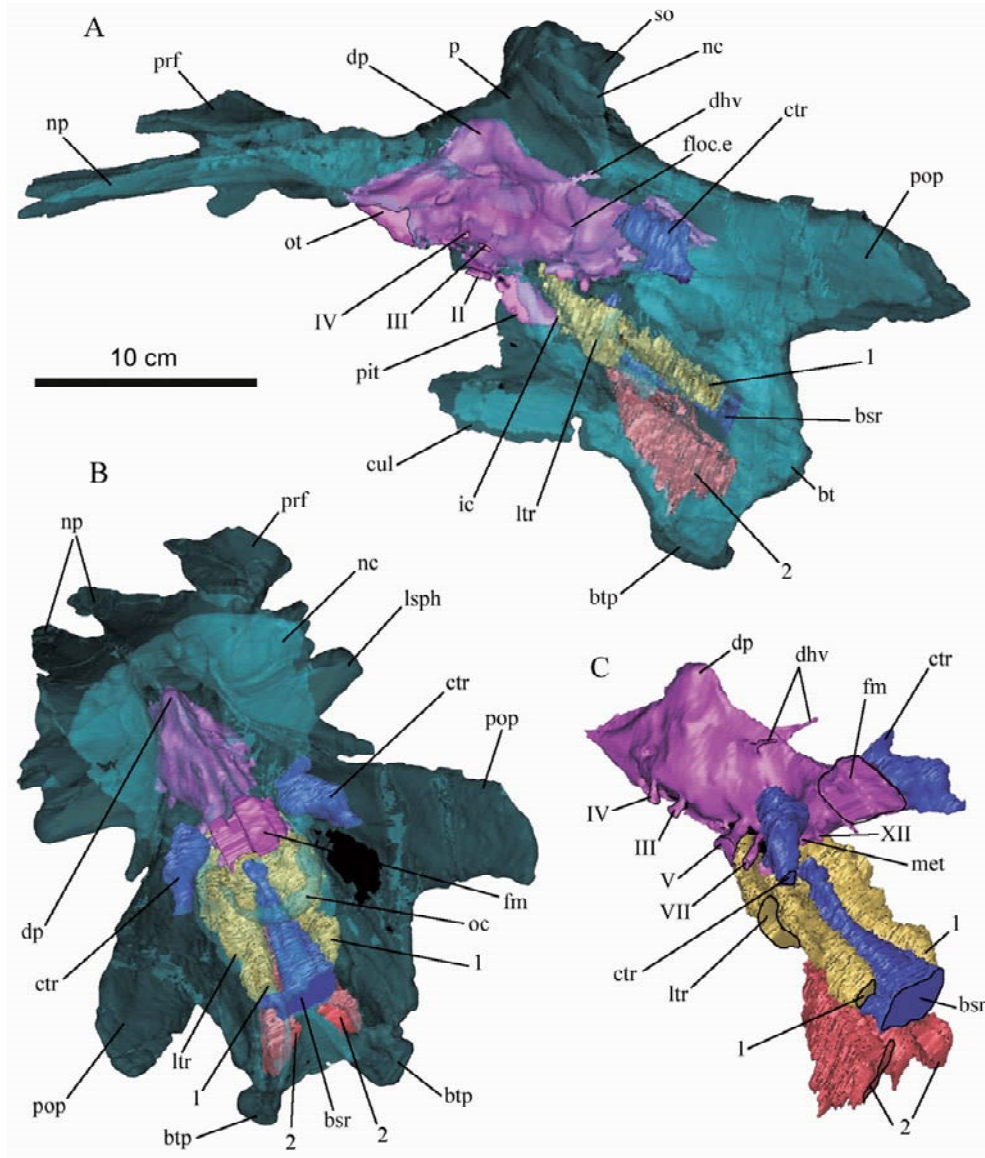 A
so
dp
p
nc
prf
dhv
ctr
np
floc.e
pop
ot
IV
III
II
pit
10 cm
1
bsr
cul
ic
ltr
bt
2
btp
B
np
prf
nc
lsph
ctr
pop
dp
ctr
fm
oc
1
ltr
pop
1
btp
2
bsr
2
btp
C
dp
dhv
ctr
fm
IV
III
XII
met
V
VII
ctr
ltr
1
1
bsr
2